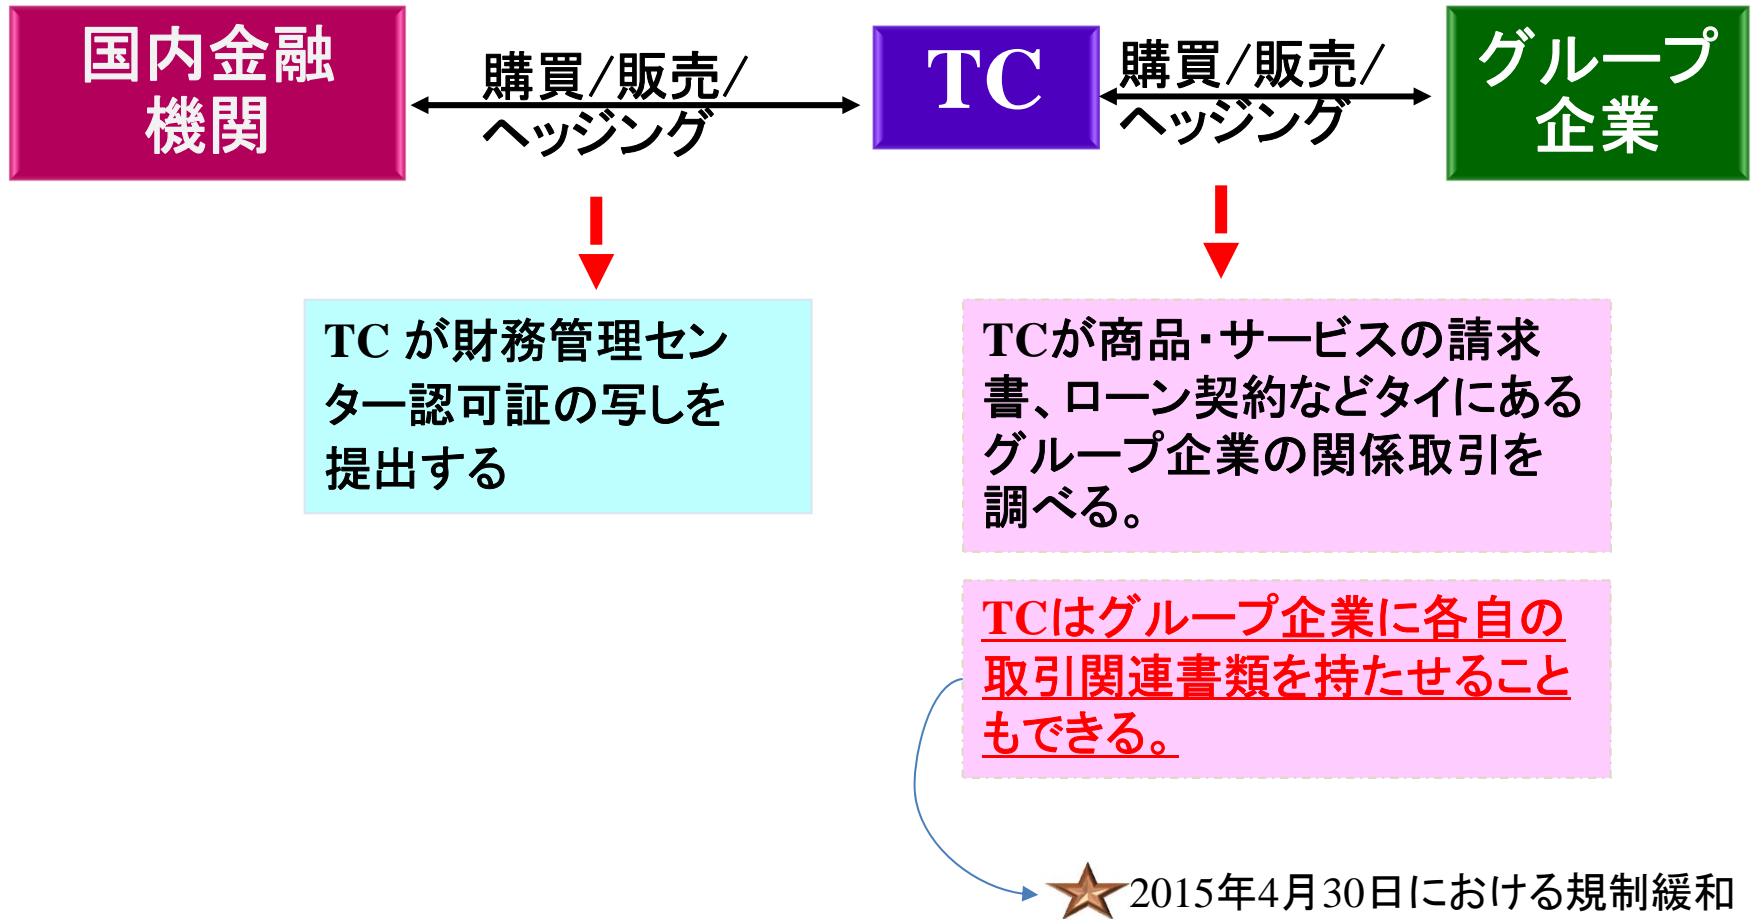 国内金融
機関
購買/販売/
ヘッジング
TC
購買/販売/
ヘッジング
グループ
企業
TC が財務管理セン
ター認可証の写しを
提出する
TCが商品・サービスの請求
書、ローン契約などタイにある
グループ企業の関係取引を
調べる。
TCはグループ企業に各自の
取引関連書類を持たせること
もできる。
2015年4月30日における規制緩和